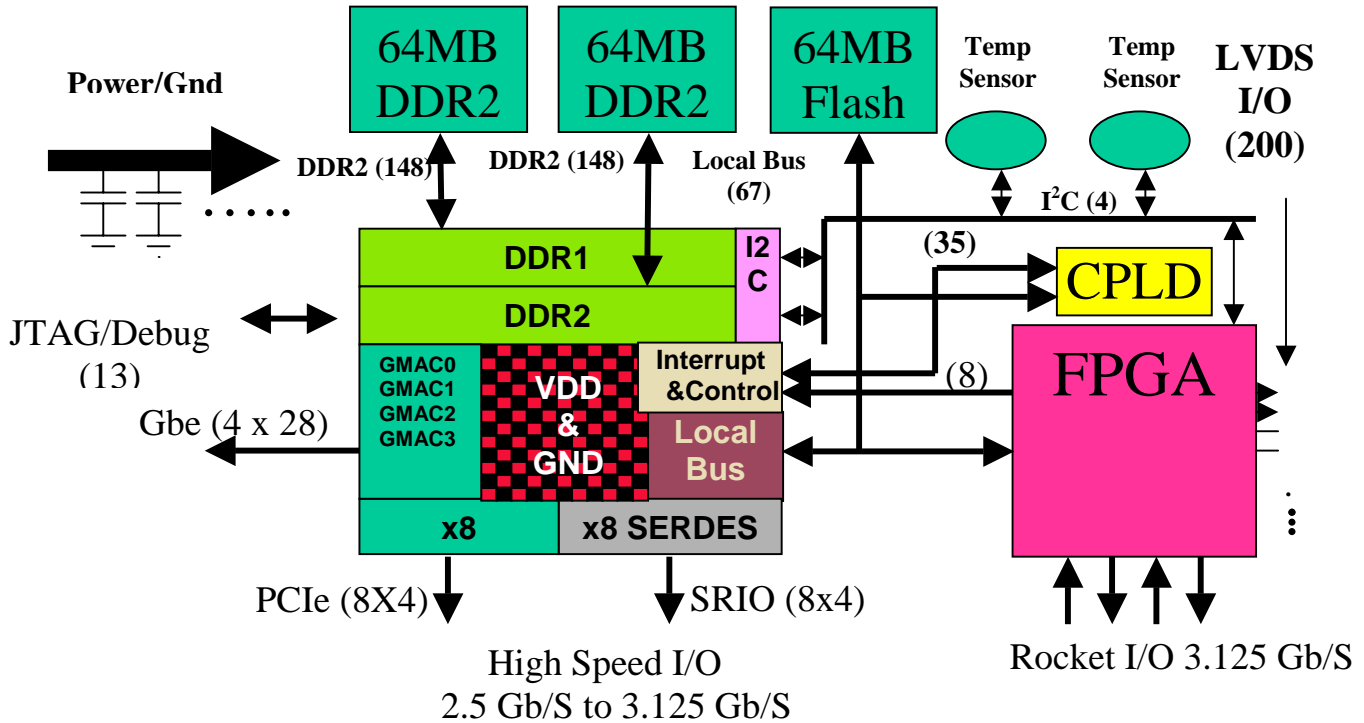 64MB
DDR2
64MB
DDR2
64MB
Flash
Temp
Sensor
Temp
Sensor
LVDS
I/O
(200)
Power/Gnd
DDR2 (148)
DDR2 (148)
Local Bus
(67)
I²C (4)
DDR1
DDR2
I2
C
(35)
CPLD
JTAG/Debug
(13)
GMAC0
GMAC1
GMAC2
GMAC3
VDD
&
GND
Interrupt
&Control
Local
Bus
(8)
FPGA
Gbe (4 x 28)
x8
x8 SERDES
PCIe (8X4)
SRIO (8x4)
High Speed I/O
2.5 Gb/S to 3.125 Gb/S
Rocket I/O 3.125 Gb/S